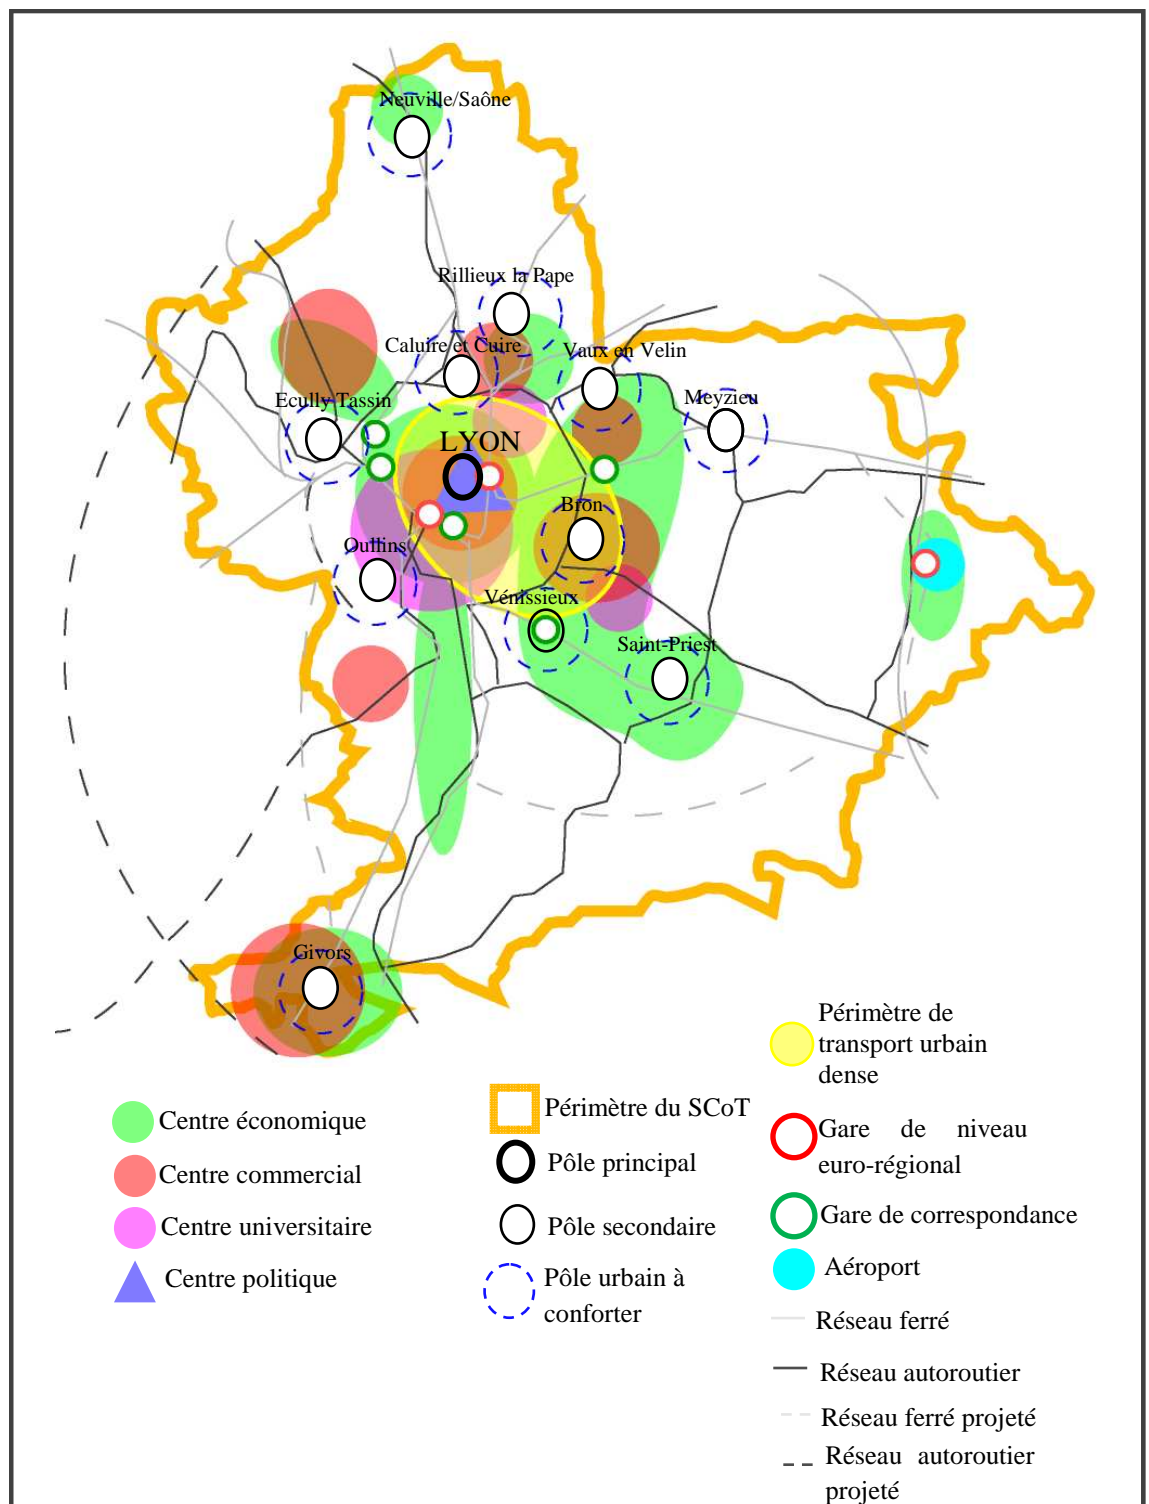 Neuville/Saône
Rillieux la Pape
Caluire et Cuire
Vaux en Velin
Ecully Tassin
Meyzieu
LYON
Bron
Oullins
Vénissieux
Saint-Priest
Givors
Centre économique
Centre commercial
Centre universitaire
Centre politique
Périmètre du SCoT
Pôle principal
Pôle secondaire
Pôle urbain à
conforter
Périmètre de
transport urbain
dense
Gare de niveau
euro-régional
Gare de correspondance
Aéroport
Réseau ferré
Réseau autoroutier
Réseau ferré projeté
Réseau autoroutier
projeté